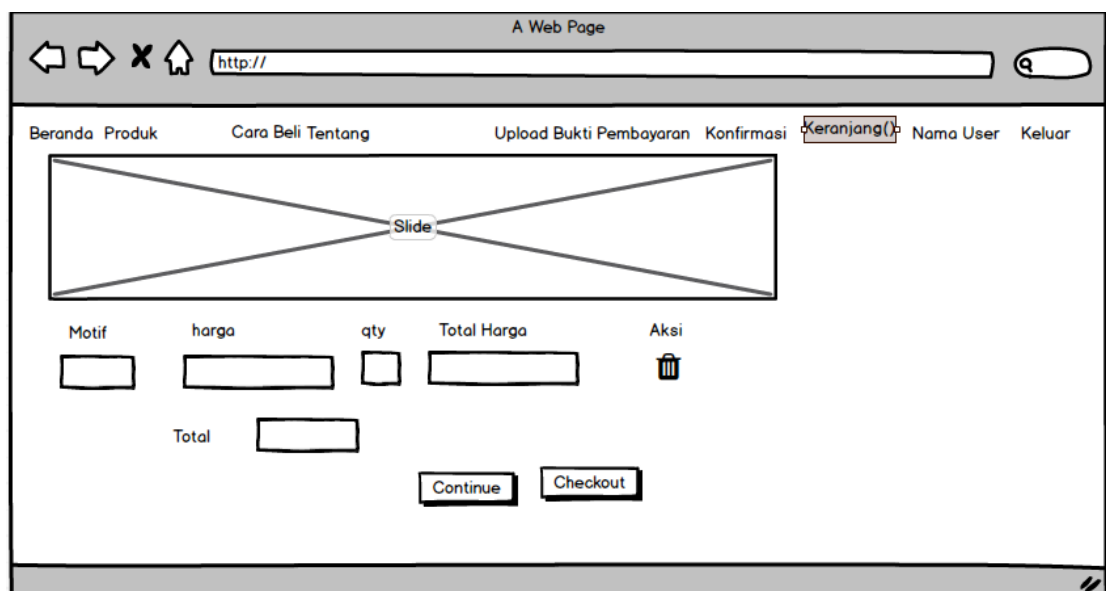 A Web Page
http://
Beranda Produk Cara Beli Tentang Upload Bukti Pembayaran Konfirmasi Keranjang() Nama User Keluar
Slide
Motif harga qty Total Harga Aksi
Total
Continue Checkout